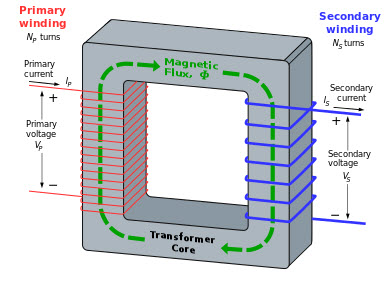 Primary
winding
Nₚ turns
Primary
current
Iₚ
+
Primary
voltage
Vₚ
−
Magnetic
Flux, Φ
Transformer
Core
Secondary
winding
Nₛ turns
Secondary
current
Iₛ
+
Secondary
voltage
Vₛ
−